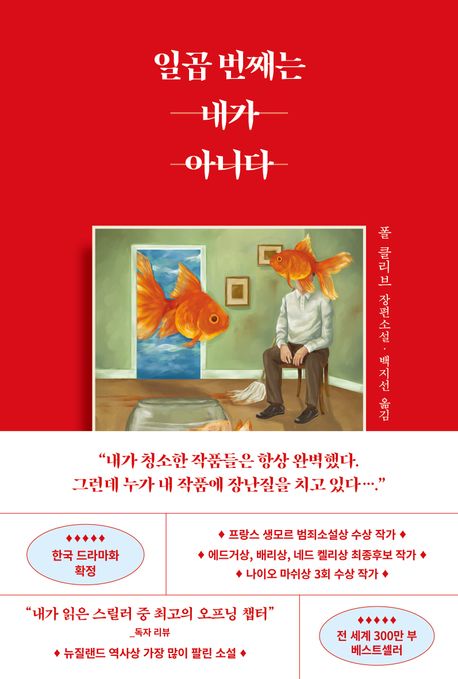 일곱 번째는
내가
아니다
폴 클리브 장편소설 · 백지선 옮김
“내가 청소한 작품들은 항상 완벽했다.
그런데 누가 내 작품에 장난질을 치고 있다….”
♦♦♦♦♦
한국 드라마화
확정
♦ 프랑스 생모르 범죄소설상 수상 작가 ♦
♦ 에드거상, 배리상, 네드 켈리상 최종후보 작가 ♦
♦ 나이오 마쉬상 3회 수상 작가 ♦
“내가 읽은 스릴러 중 최고의 오프닝 챕터”
_독자 리뷰
♦ 뉴질랜드 역사상 가장 많이 팔린 소설 ♦
♦♦♦♦♦
전 세계 300만 부
베스트셀러